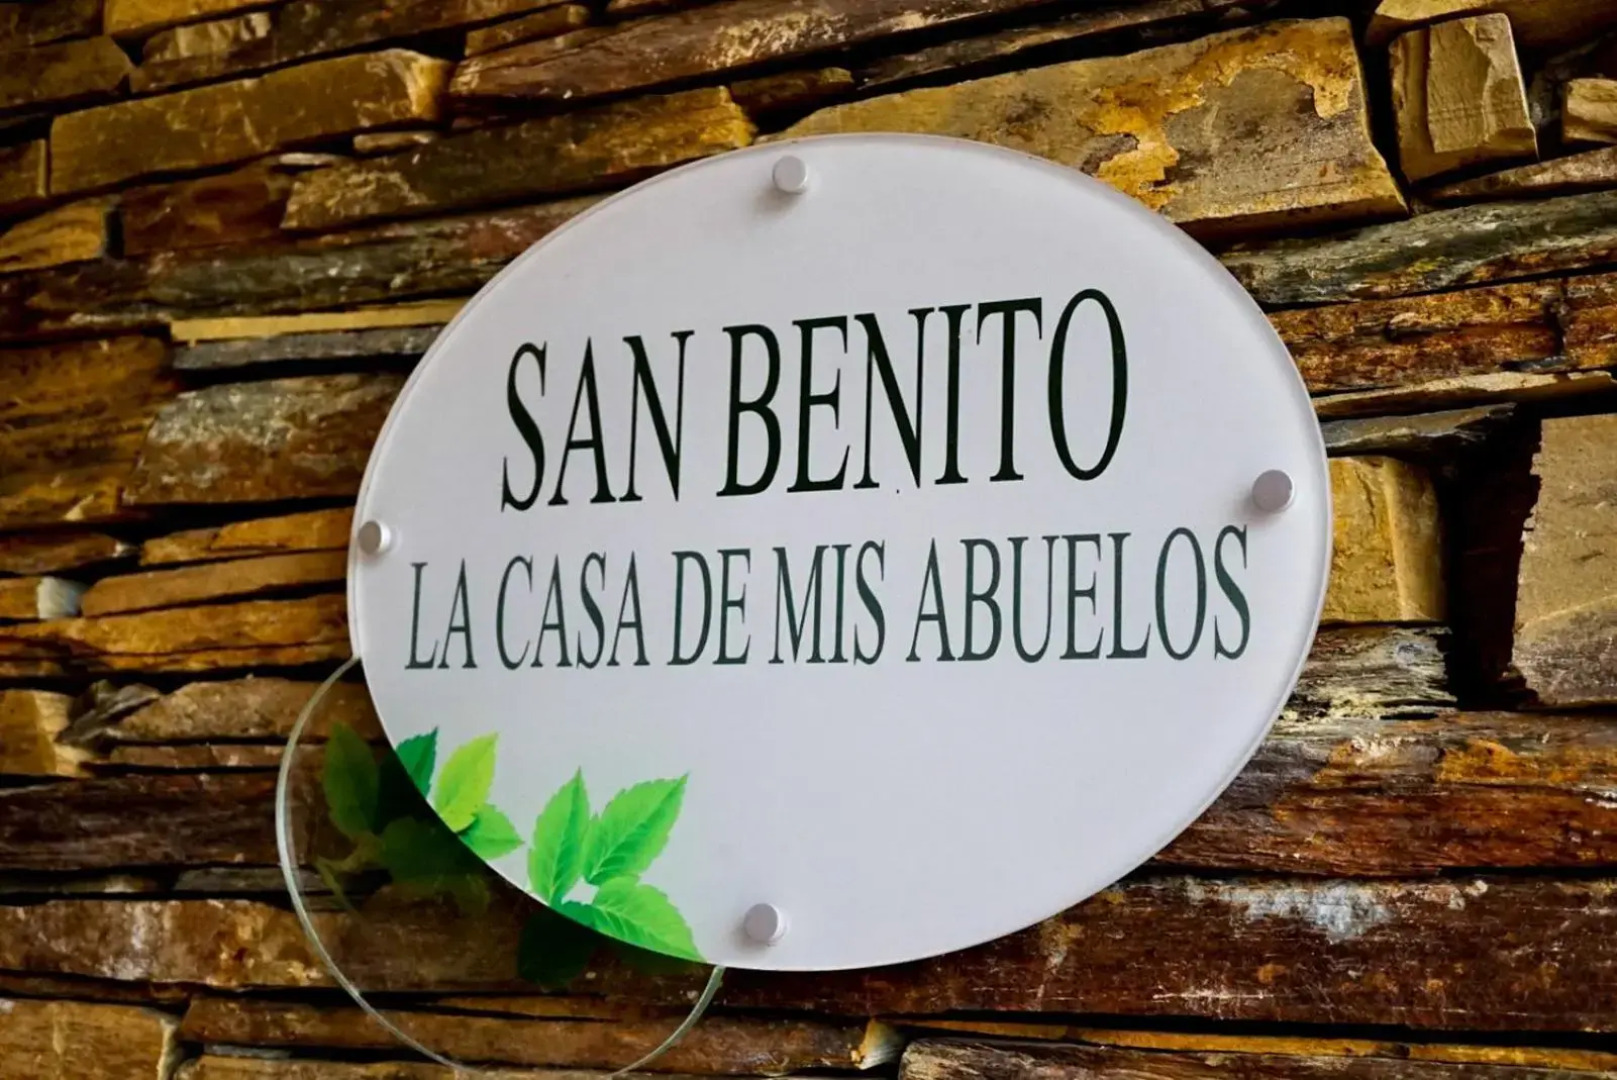 SAN BENITO
LA CASA DE MIS ABUELOS